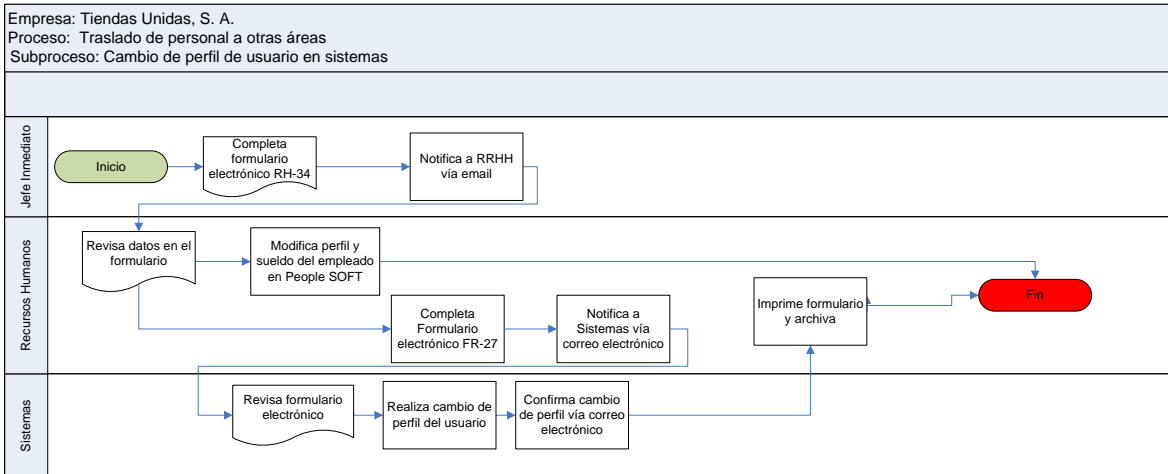 Empresa: Tiendas Unidas, S. A.
Proceso:  Traslado de personal a otras áreas
Subproceso: Cambio de perfil de usuario en sistemas
Jefe Inmediato
Inicio
Completa
formulario
electrónico RH-34
Notifica a RRHH
vía email
Recursos Humanos
Revisa datos en el
formulario
Modifica perfil y
sueldo del empleado
en People SOFT
Completa
Formulario
electrónico FR-27
Notifica a
Sistemas vía
correo electrónico
Imprime formulario
y archiva
Fin
Sistemas
Revisa formulario
electrónico
Realiza cambio de
perfil del usuario
Confirma cambio
de perfil vía correo
electrónico